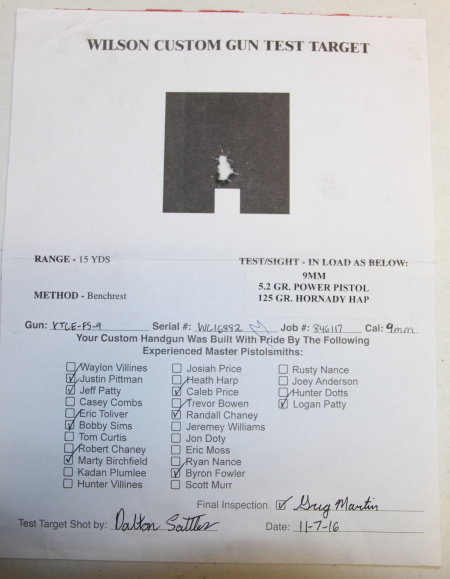 WILSON CUSTOM GUN TEST TARGET
RANGE - 15 YDS
TEST/SIGHT - IN LOAD AS BELOW:
9MM
5.2 GR. POWER PISTOL
125 GR. HORNADY HAP
METHOD - Benchrest
Gun: XTCE-FS-9 Serial #: WC16882 Job #: 846117 Cal: 9mm
Your Custom Handgun Was Built With Pride By The Following
Experienced Master Pistolsmiths:
Waylon Villines
Justin Pittman
Jeff Patty
Casey Combs
Eric Toliver
Bobby Sims
Tom Curtis
Robert Chaney
Marty Birchfield
Kadan Plumlee
Hunter Villines
Josiah Price
Heath Harp
Caleb Price
Trevor Bowen
Randall Chaney
Jeremey Williams
Jon Doty
Eric Moss
Ryan Nance
Byron Fowler
Scott Murr
Rusty Nance
Joey Anderson
Hunter Dotts
Logan Patty
Final Inspection Greg Martin
Test Target Shot by: Dalton Sattler Date: 11-7-16